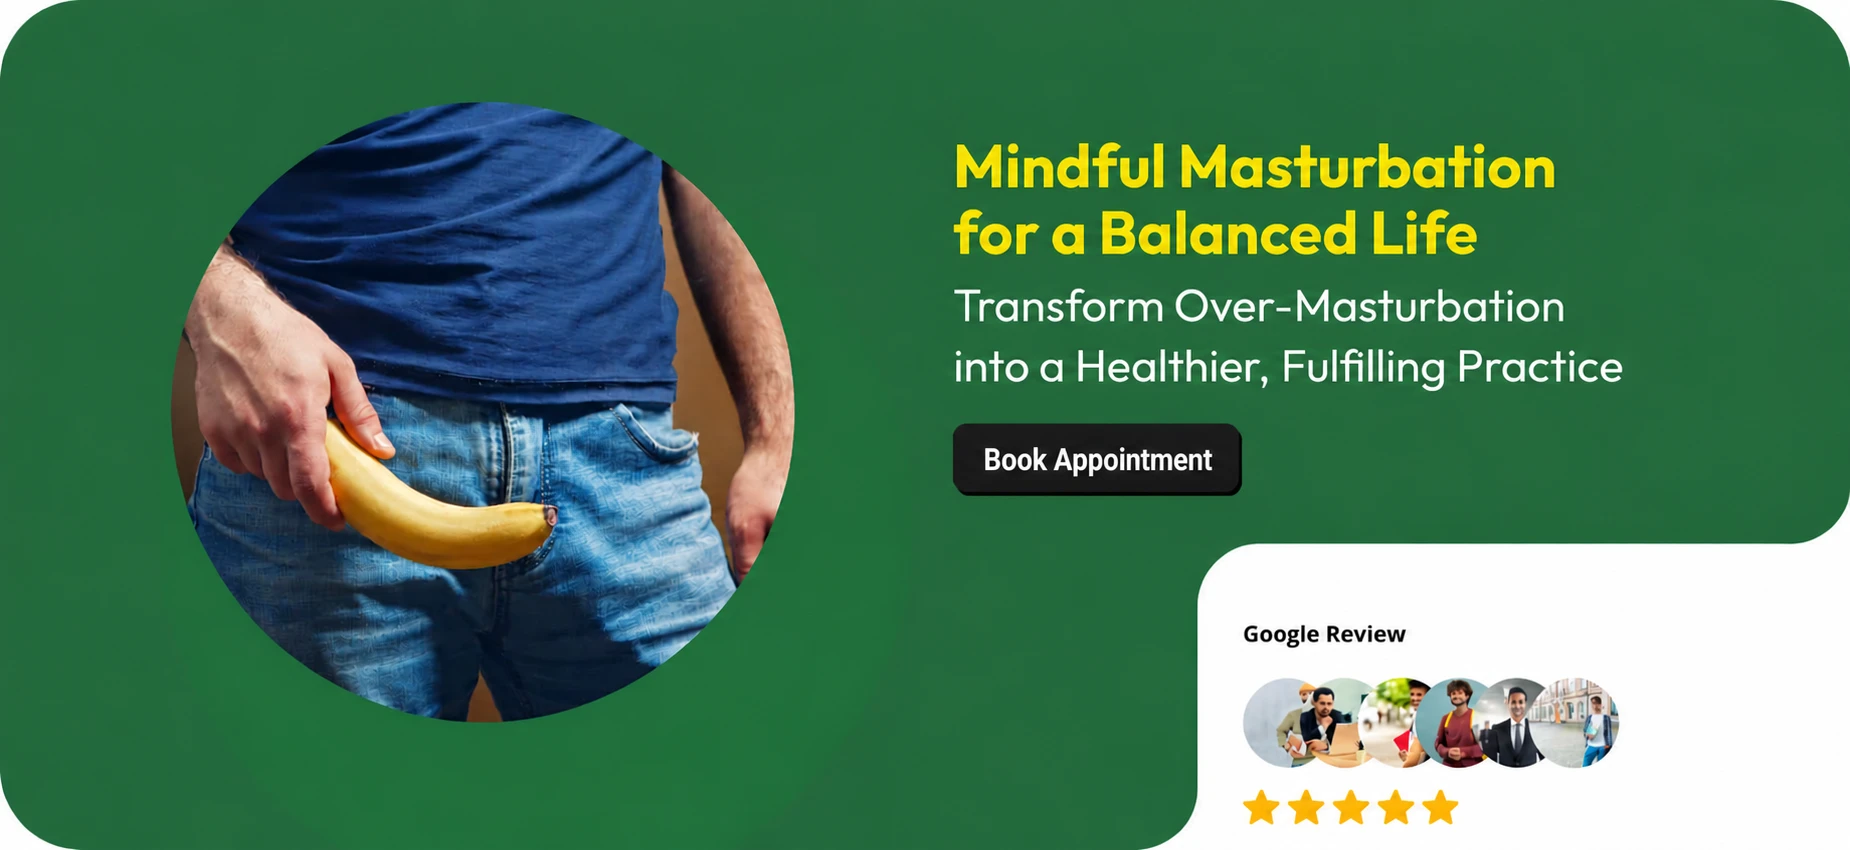 Mindful Masturbation
for a Balanced Life
Transform Over-Masturbation
into a Healthier, Fulfilling Practice
Book Appointment
Google Review